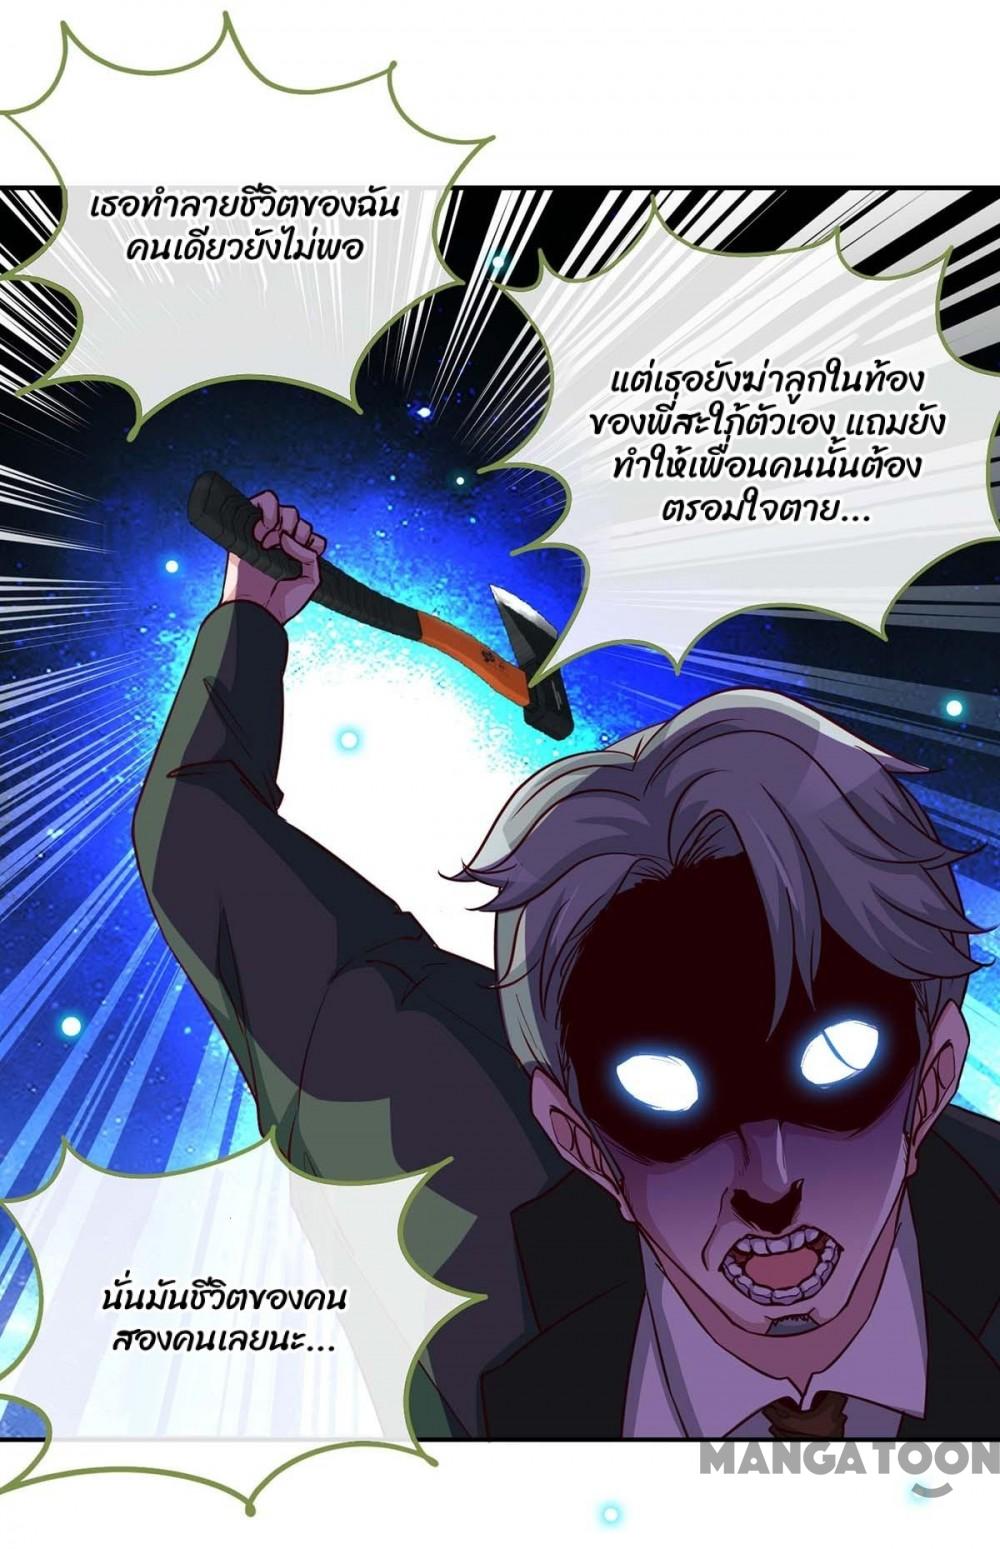 เธอทำลายชีวิตของฉัน
คนเดียวยังไม่พอ
แต่เธอยังฆ่าลูกในท้อง
ของพี่สะใภ้ตัวเอง แถมยัง
ทำให้เพื่อนคนนั้นต้อง
ตรอมใจตาย...
นั่นมันชีวิตของคน
สองคนเลยนะ...
MANGATOON